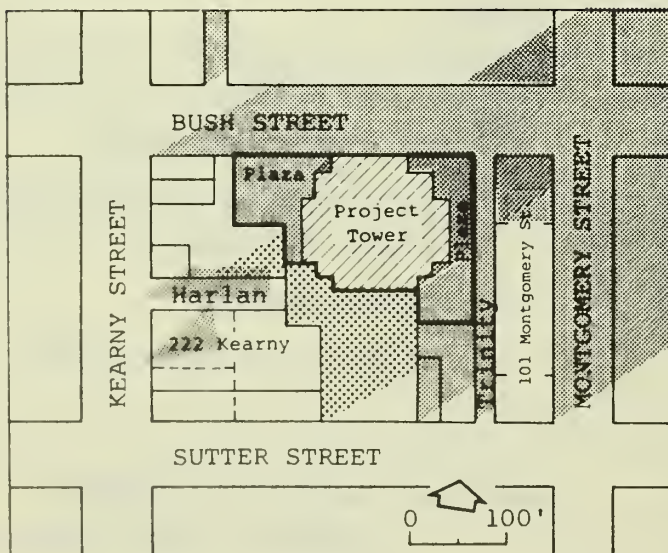 BUSH STREET
Plaza
Project
Tower
Plaza
KEARNY STREET
Harlan
222 Kearny
Trinity
101 Montgomery St.
MONTGOMERY STREET
SUTTER STREET
0 100'